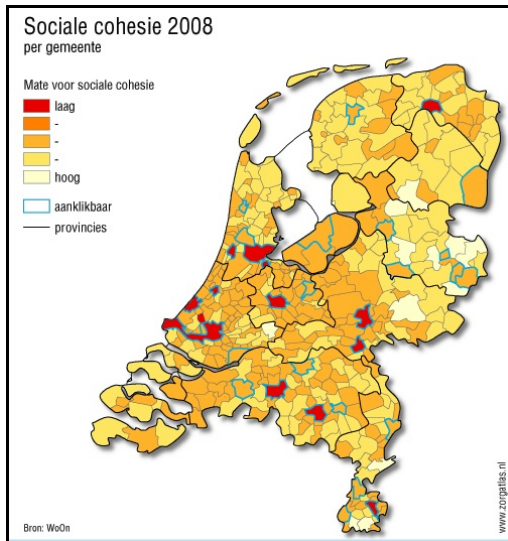 Sociale cohesie 2008
per gemeente
Mate voor sociale cohesie
laag
-
-
-
hoog
aanklikbaar
provincies
Bron: WoOn
www.zorgatlas.nl